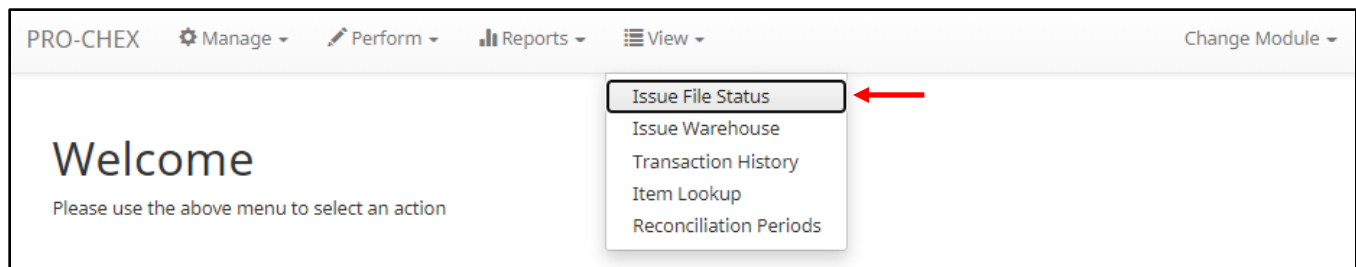 PRO-CHEX Manage Perform Reports View Change Module
Issue File Status
Issue Warehouse
Transaction History
Item Lookup
Reconciliation Periods
Welcome
Please use the above menu to select an action